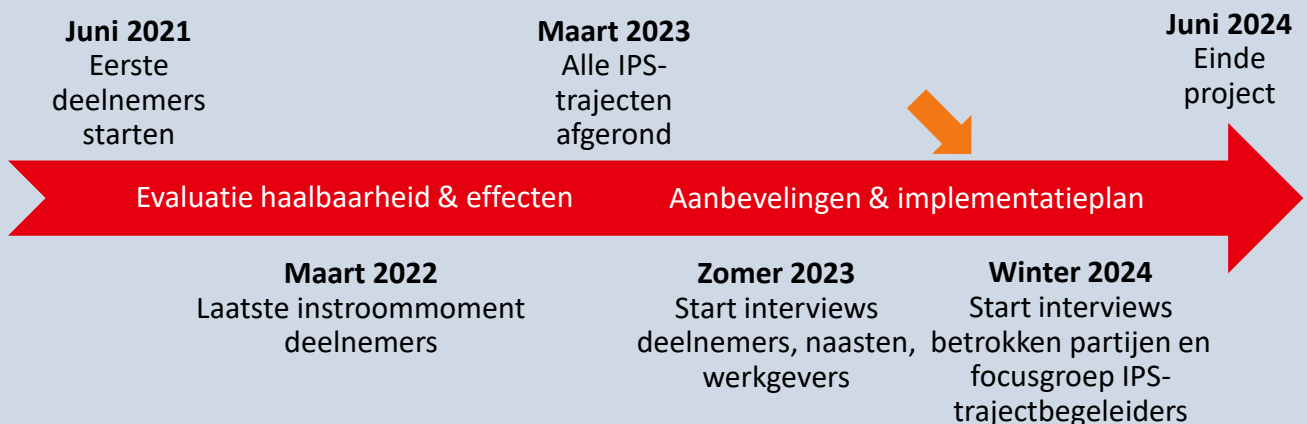 Juni 2021
Eerste
deelnemers
starten
Maart 2023
Alle IPS-
trajecten
afgerond
Juni 2024
Einde
project
Evaluatie haalbaarheid & effecten
Aanbevelingen & implementatieplan
Maart 2022
Laatste instroommoment
deelnemers
Zomer 2023
Start interviews
deelnemers, naasten,
werkgevers
Winter 2024
Start interviews
betrokken partijen en
focusgroep IPS-
trajectbegeleiders